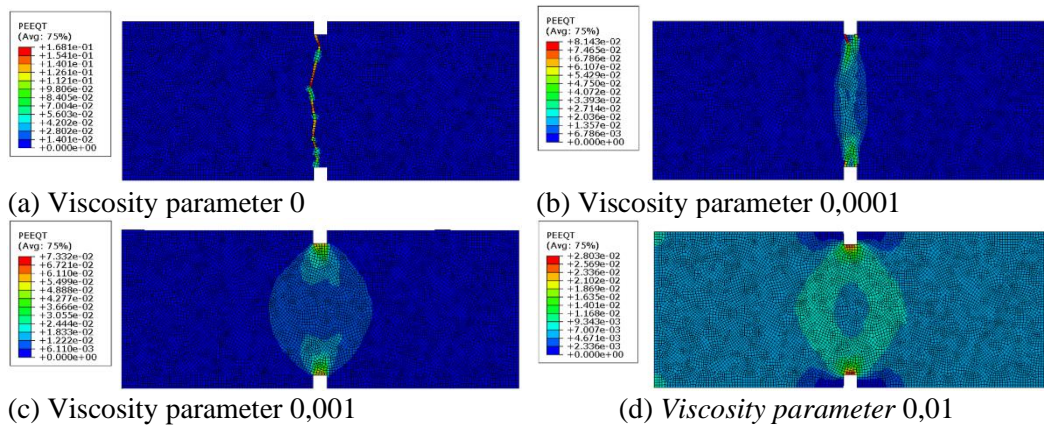 PEEQT
(Avg: 75%)
+1.681e-01
+1.541e-01
+1.401e-01
+1.261e-01
+1.121e-01
+9.806e-02
+8.405e-02
+7.004e-02
+5.603e-02
+4.202e-02
+2.802e-02
+1.401e-02
+0.000e+00
PEEQT
(Avg: 75%)
+8.143e-02
+7.465e-02
+6.786e-02
+6.107e-02
+5.429e-02
+4.750e-02
+4.072e-02
+3.393e-02
+2.714e-02
+2.036e-02
+1.357e-02
+6.786e-03
+0.000e+00
(a) Viscosity parameter 0
(b) Viscosity parameter 0,0001
PEEQT
(Avg: 75%)
+7.332e-02
+6.721e-02
+6.110e-02
+5.499e-02
+4.888e-02
+4.277e-02
+3.666e-02
+3.055e-02
+2.444e-02
+1.833e-02
+1.222e-02
+6.110e-03
+0.000e+00
PEEQT
(Avg: 75%)
+2.803e-02
+2.569e-02
+2.336e-02
+2.102e-02
+1.869e-02
+1.635e-02
+1.401e-02
+1.168e-02
+9.343e-03
+7.007e-03
+4.671e-03
+2.336e-03
+0.000e+00
(c) Viscosity parameter 0,001
(d) Viscosity parameter 0,01